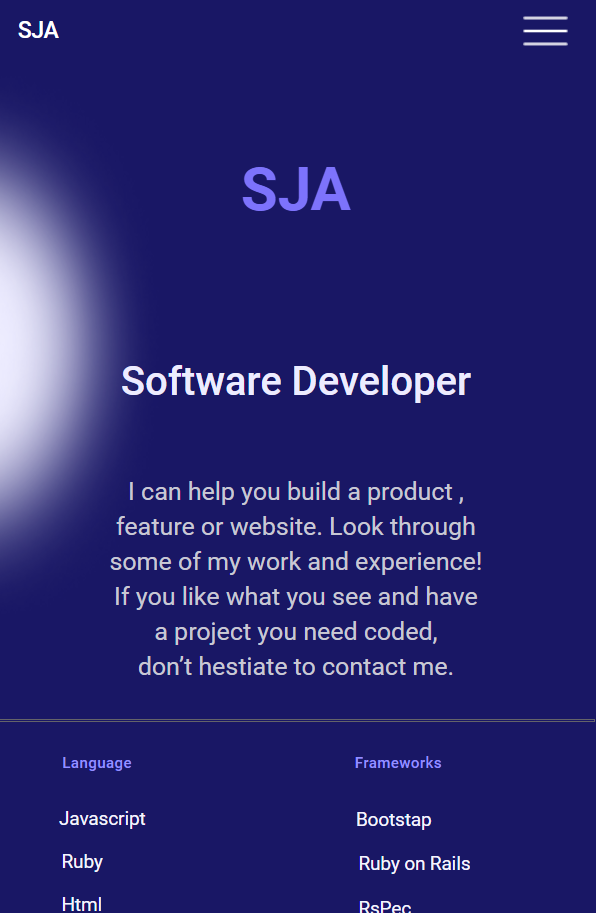 SJA
SJA
Software Developer
I can help you build a product ,
feature or website. Look through
some of my work and experience!
If you like what you see and have
a project you need coded,
don’t hestiate to contact me.
Language
Frameworks
Javascript
Bootstap
Ruby
Ruby on Rails
Html
RsPec